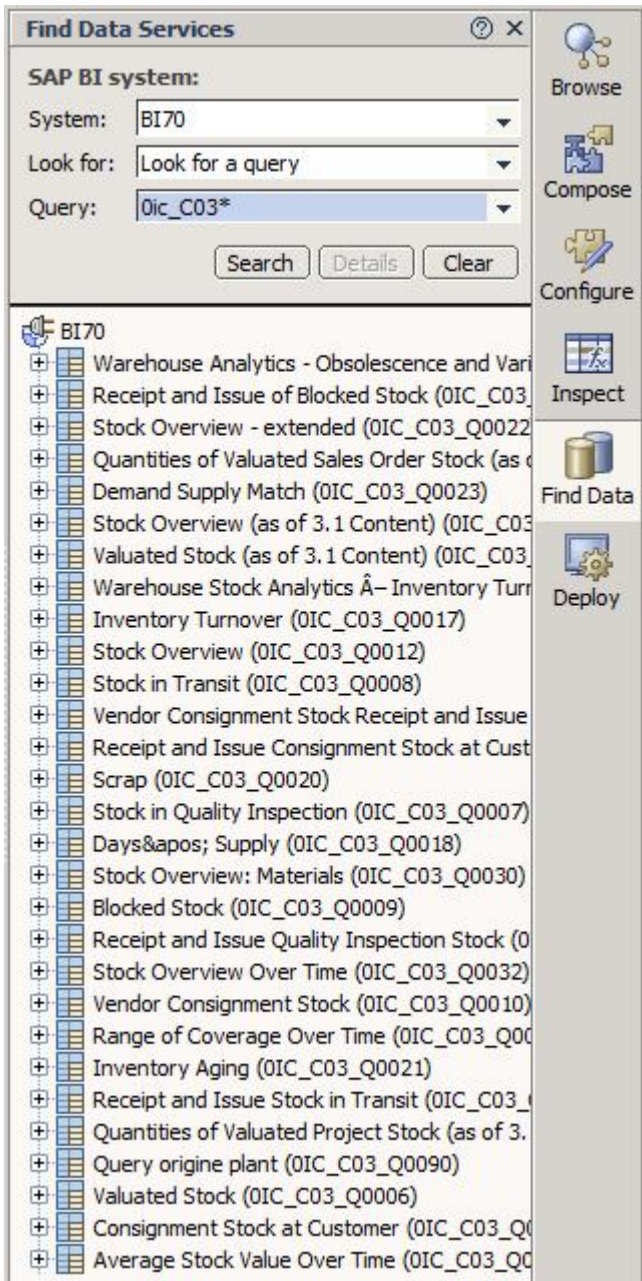 Find Data Services
SAP BI system:
System: BI70
Look for: Look for a query
Query: 0ic_C03*
Search Details Clear
BI70
Warehouse Analytics - Obsolescence and Vari
Receipt and Issue of Blocked Stock (0IC_C03_
Stock Overview - extended (0IC_C03_Q0022
Quantities of Valuated Sales Order Stock (as
Demand Supply Match (0IC_C03_Q0023)
Stock Overview (as of 3.1 Content) (0IC_C03
Valuated Stock (as of 3.1 Content) (0IC_C03_
Warehouse Stock Analytics Â– Inventory Turr
Inventory Turnover (0IC_C03_Q0017)
Stock Overview (0IC_C03_Q0012)
Stock in Transit (0IC_C03_Q0008)
Vendor Consignment Stock Receipt and Issue
Receipt and Issue Consignment Stock at Cust
Scrap (0IC_C03_Q0020)
Stock in Quality Inspection (0IC_C03_Q0007)
Days&apos; Supply (0IC_C03_Q0018)
Stock Overview: Materials (0IC_C03_Q0030)
Blocked Stock (0IC_C03_Q0009)
Receipt and Issue Quality Inspection Stock (0
Stock Overview Over Time (0IC_C03_Q0032)
Vendor Consignment Stock (0IC_C03_Q0010)
Range of Coverage Over Time (0IC_C03_Q00
Inventory Aging (0IC_C03_Q0021)
Receipt and Issue Stock in Transit (0IC_C03_
Quantities of Valuated Project Stock (as of 3.
Query origine plant (0IC_C03_Q0090)
Valuated Stock (0IC_C03_Q0006)
Consignment Stock at Customer (0IC_C03_Q0
Average Stock Value Over Time (0IC_C03_Q0
Browse
Compose
Configure
Inspect
Find Data
Deploy